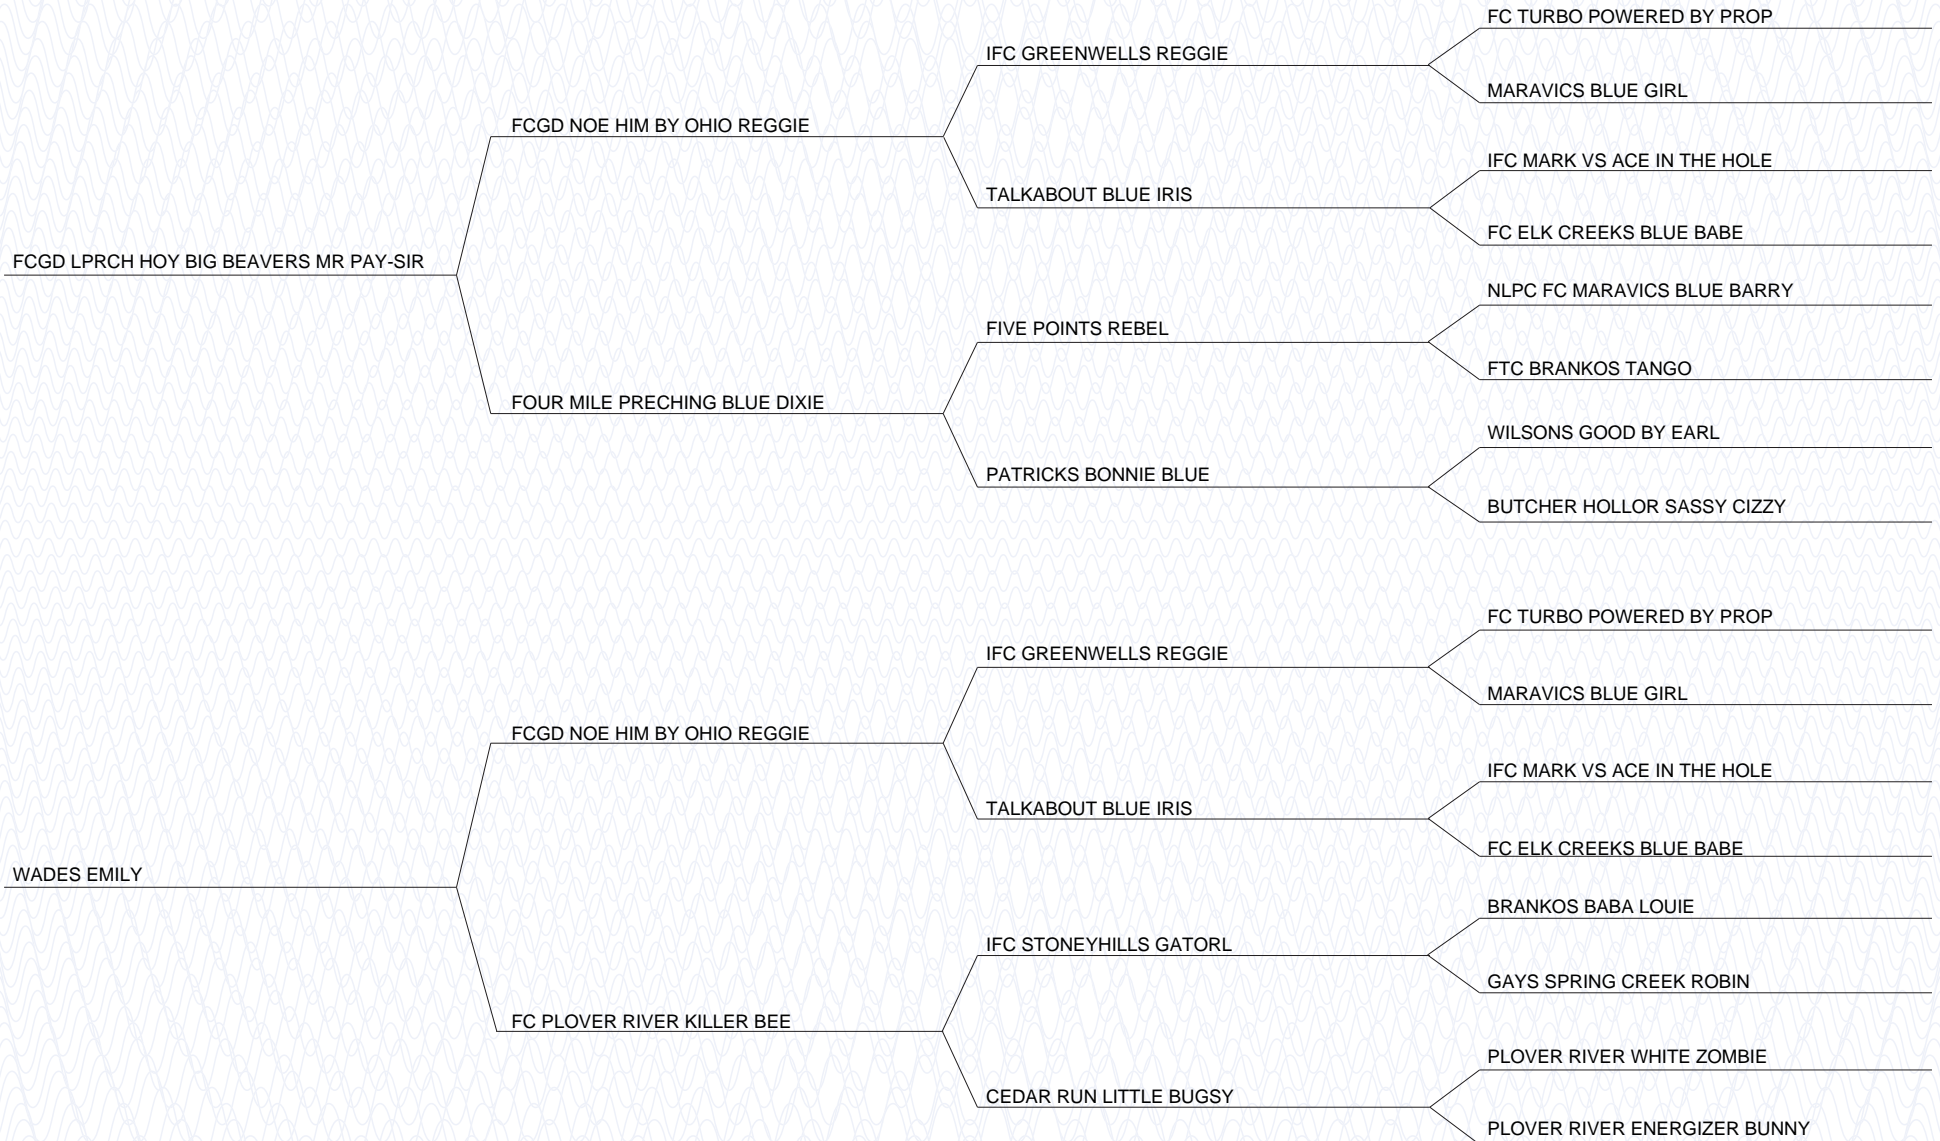 FC TURBO POWERED BY PROP
IFC GREENWELLS REGGIE
MARAVICS BLUE GIRL
FCGD NOE HIM BY OHIO REGGIE
IFC MARK VS ACE IN THE HOLE
TALKABOUT BLUE IRIS
FC ELK CREEKS BLUE BABE
FCGD LPRCH HOY BIG BEAVERS MR PAY-SIR
NLPC FC MARAVICS BLUE BARRY
FIVE POINTS REBEL
FTC BRANKOS TANGO
FOUR MILE PRECHING BLUE DIXIE
WILSONS GOOD BY EARL
PATRICKS BONNIE BLUE
BUTCHER HOLLOR SASSY CIZZY
FC TURBO POWERED BY PROP
IFC GREENWELLS REGGIE
MARAVICS BLUE GIRL
FCGD NOE HIM BY OHIO REGGIE
IFC MARK VS ACE IN THE HOLE
TALKABOUT BLUE IRIS
FC ELK CREEKS BLUE BABE
WADES EMILY
BRANKOS BABA LOUIE
IFC STONEYHILLS GATORL
GAYS SPRING CREEK ROBIN
FC PLOVER RIVER KILLER BEE
PLOVER RIVER WHITE ZOMBIE
CEDAR RUN LITTLE BUGSY
PLOVER RIVER ENERGIZER BUNNY